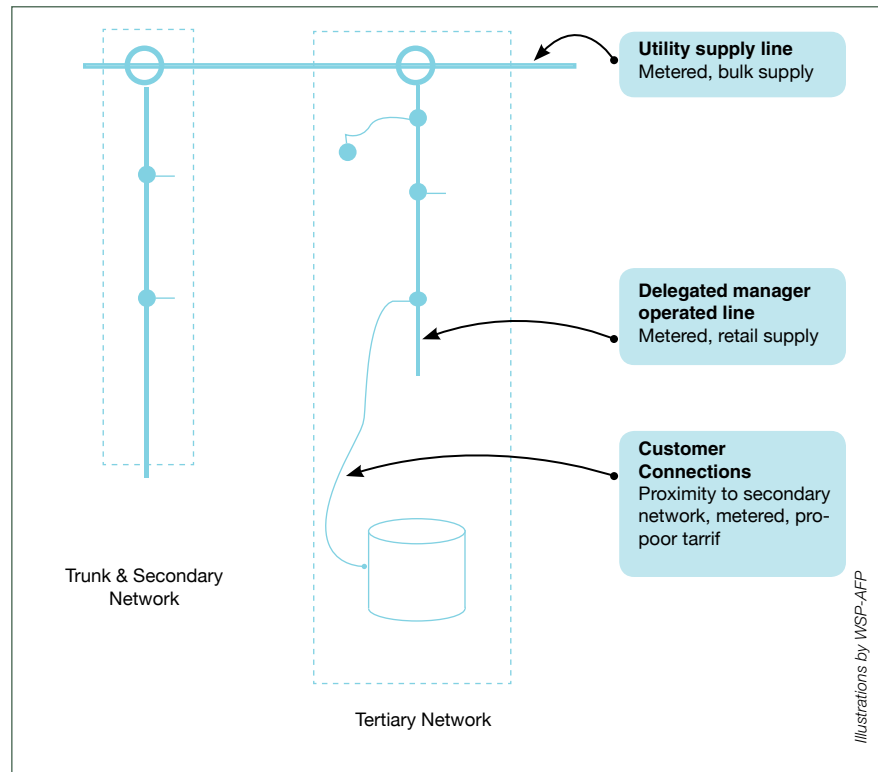 Utility supply line
Metered, bulk supply
Delegated manager
operated line
Metered, retail supply
Customer
Connections
Proximity to secondary
network, metered, pro-
poor tarrif
Trunk & Secondary
Network
Tertiary Network
Illustrations by WSP-AFP